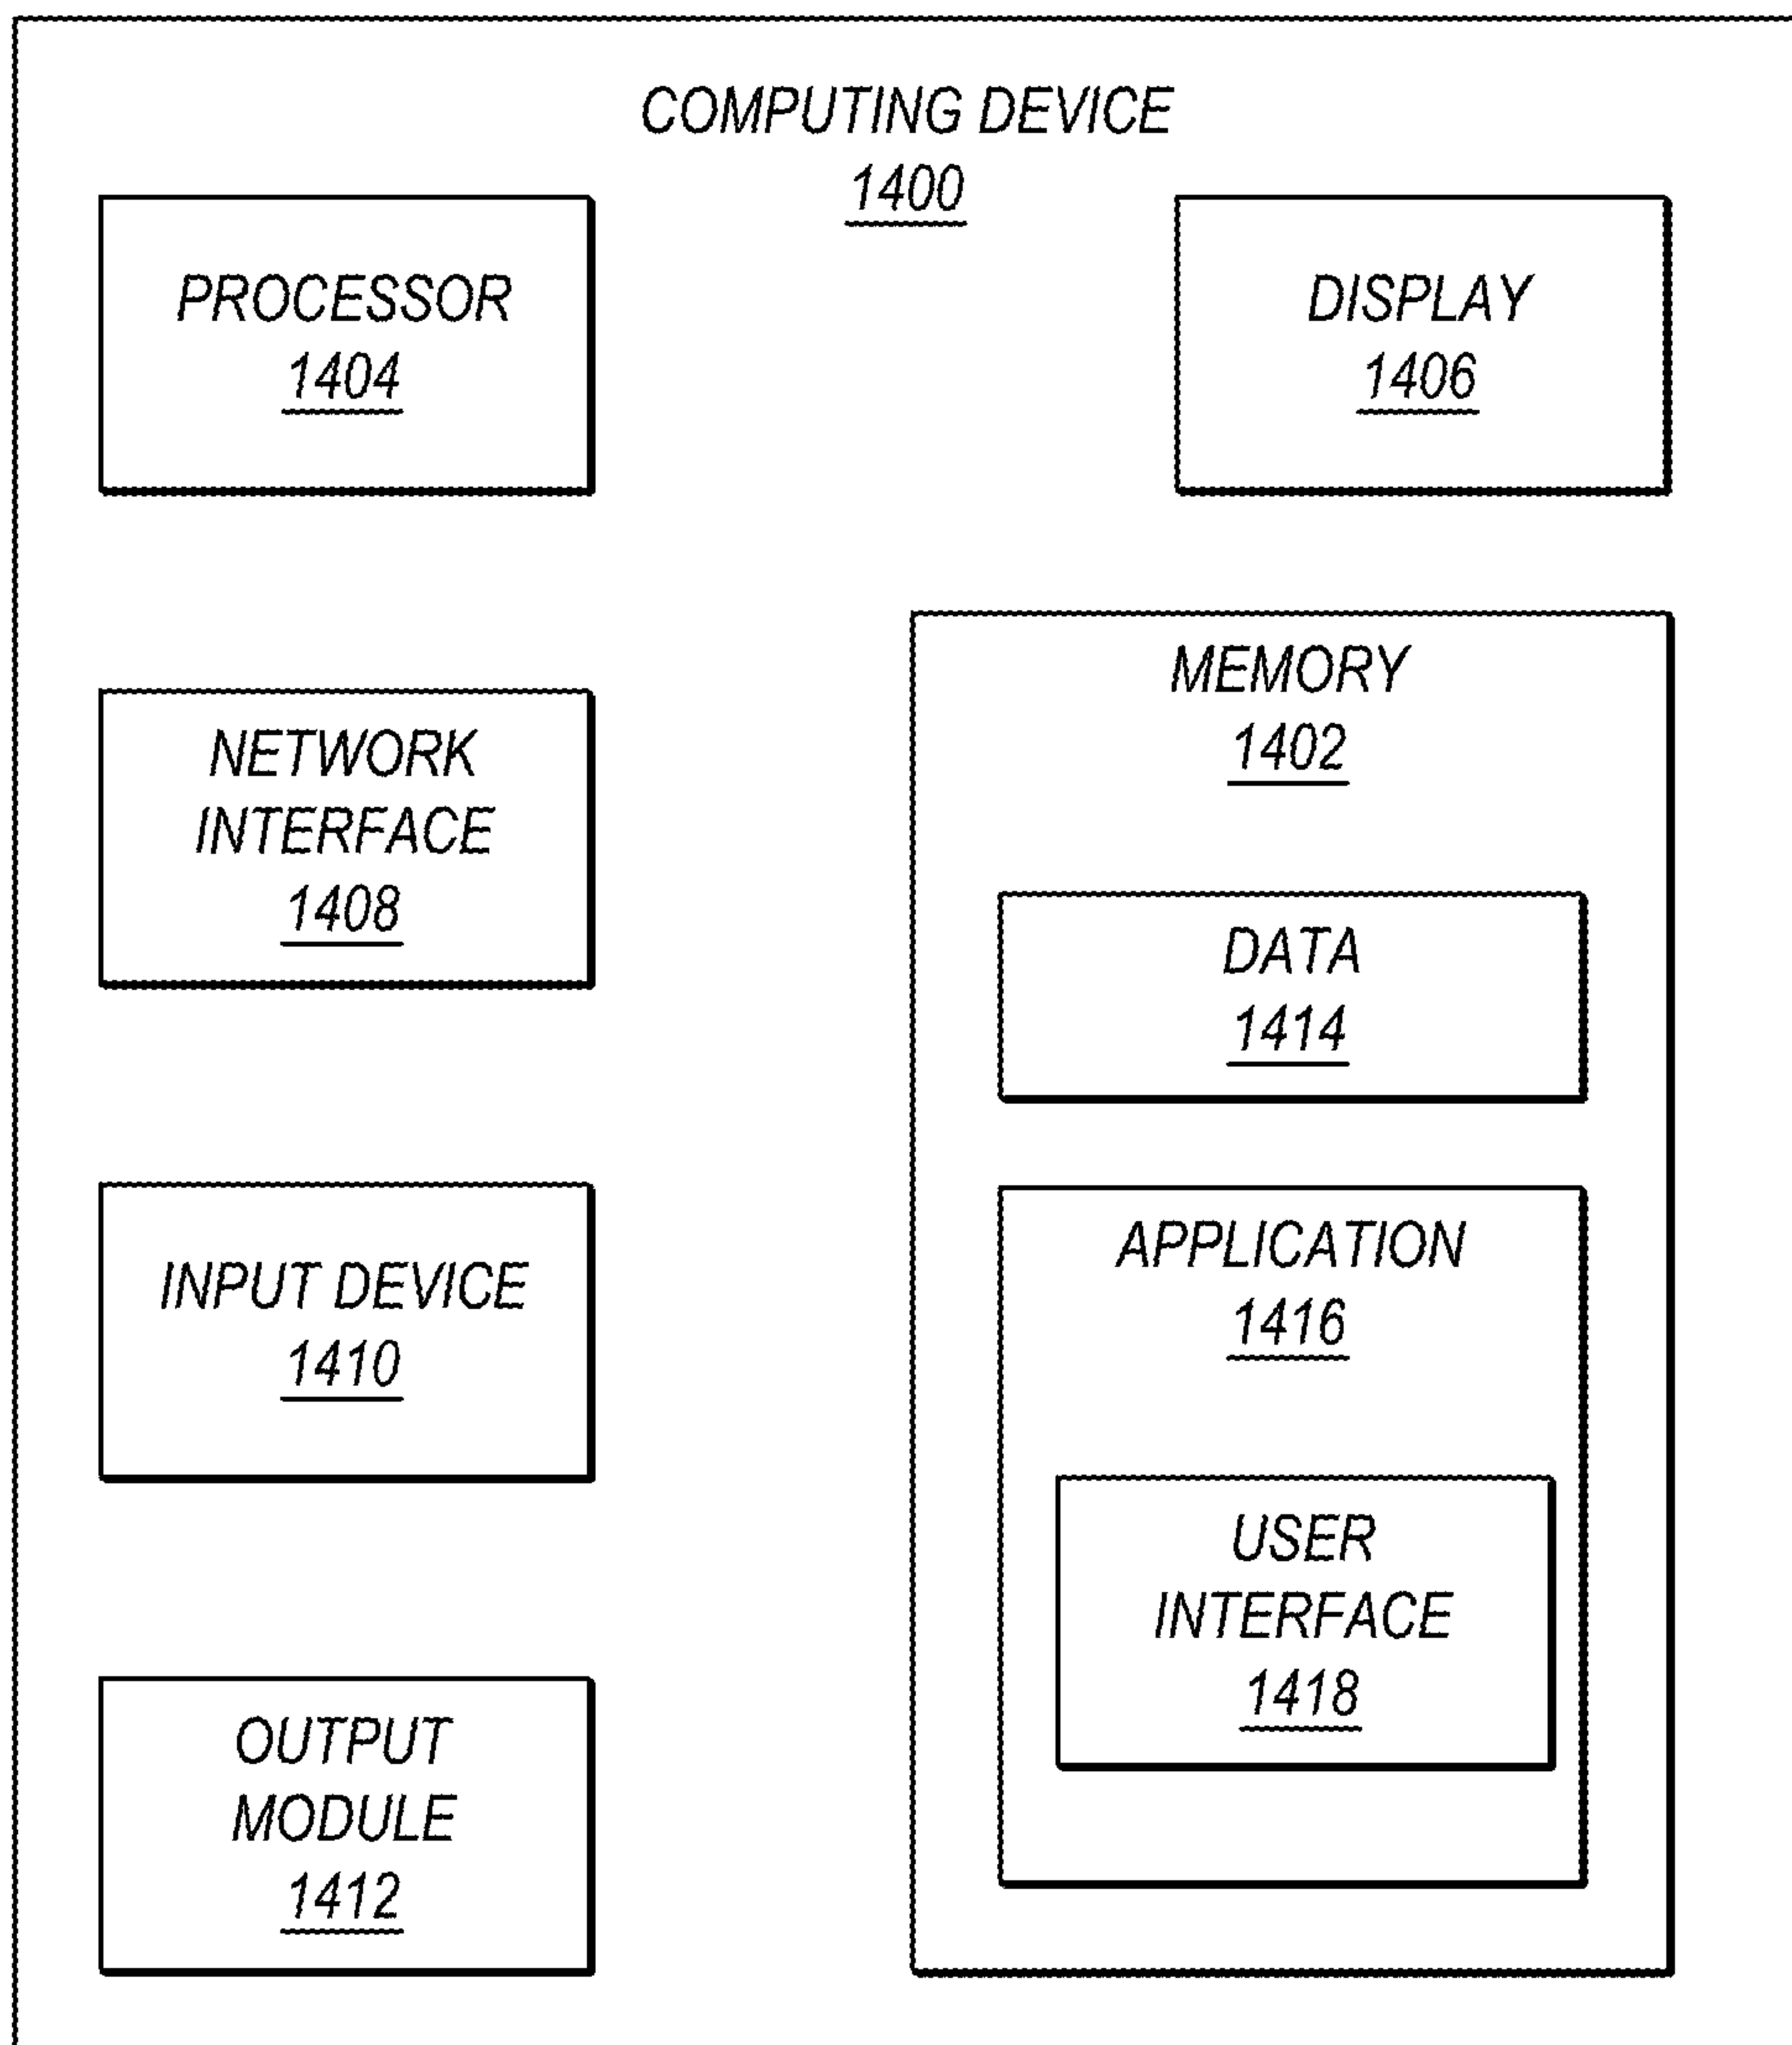 COMPUTING DEVICE
1400
PROCESSOR
1404
DISPLAY
1406
NETWORK
INTERFACE
1408
INPUT DEVICE
1410
OUTPUT
MODULE
1412
MEMORY
1402
DATA
1414
APPLICATION
1416
USER
INTERFACE
1418